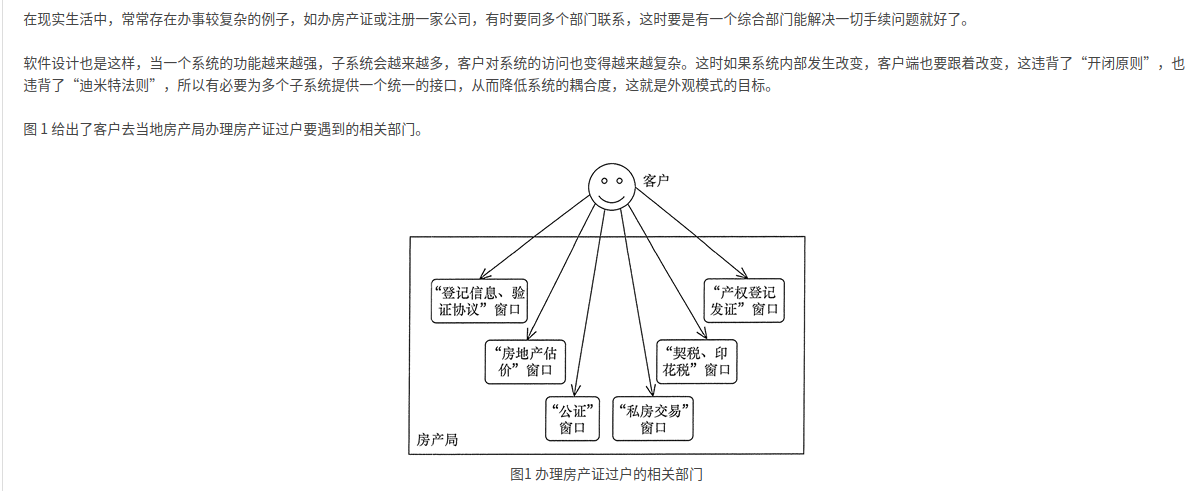 在现实生活中，常常存在办事较复杂的例子，如办房产证或注册一家公司，有时要同多个部门联系，这时要是有一个综合部门能解决一切手续问题就好了。
软件设计也是这样，当一个系统的功能越来越强，子系统会越来越多，客户对系统的访问也变得越来越复杂。这时如果系统内部发生改变，客户端也要跟着改变，这违背了“开闭原则”，也
违背了“迪米特法则”，所以有必要为多个子系统提供一个统一的接口，从而降低系统的耦合度，这就是外观模式的目标。
图 1 给出了客户去当地房产局办理房产证过户要遇到的相关部门。
客户
“登记信息、验
证协议”窗口
“产权登记
发证”窗口
“房地产估
价”窗口
“契税、印
花税”窗口
“公证”
窗口
“私房交易”
窗口
房产局
图1 办理房产证过户的相关部门